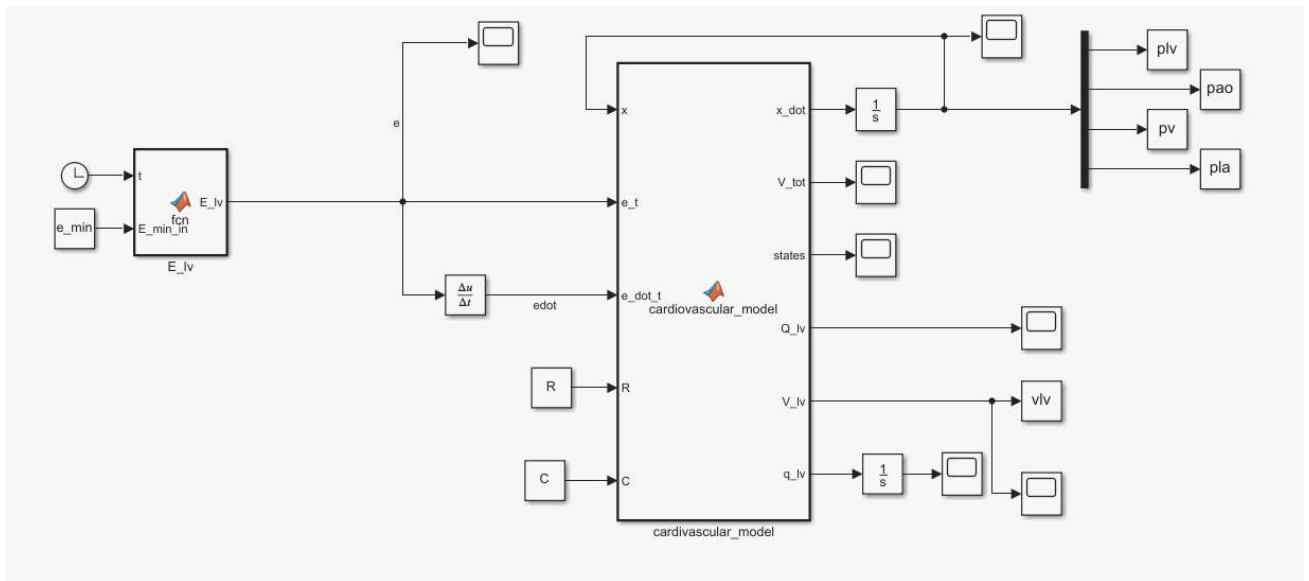 plv
pao
pv
pla
x
x_dot
1
s
e
V_tot
t
E_lv
fcn
e_min
E_min_in
E_lv
e_t
states
Δu
Δt
edot
e_dot_t
cardiovascular_model
Q_lv
R
R
V_lv
vlv
C
C
q_lv
1
s
cardivascular_model